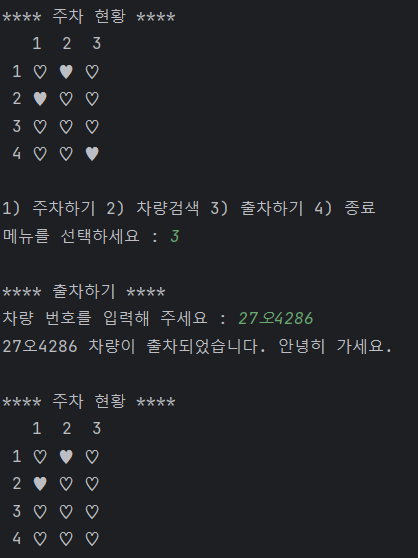 **** 주차 현황 ****
1 2 3
1 ♡ ♥ ♡
2 ♥ ♡ ♡
3 ♡ ♡ ♡
4 ♡ ♡ ♥
1) 주차하기 2) 차량검색 3) 출차하기 4) 종료
메뉴를 선택하세요 : 3
**** 출차하기 ****
차량 번호를 입력해 주세요 : 27오4286
27오4286 차량이 출차되었습니다. 안녕히 가세요.
**** 주차 현황 ****
1 2 3
1 ♡ ♥ ♡
2 ♥ ♡ ♡
3 ♡ ♡ ♡
4 ♡ ♡ ♡